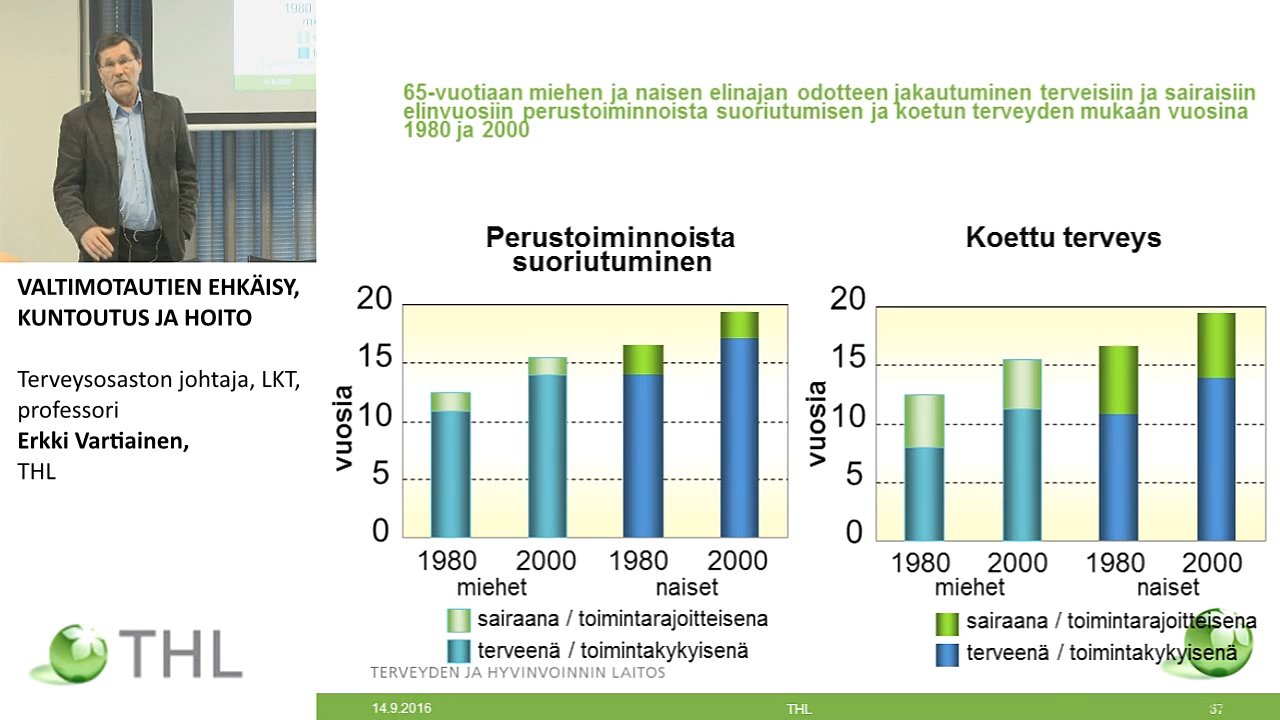 1980
65-vuotiaan miehen ja naisen elinajan odotteen jakautuminen terveisiin ja sairaisiin
elinvuosiin perustoiminnoista suoriutumisen ja koetun terveyden mukaan vuosina
1980 ja 2000
VALTIMOTAUTIEN EHKÄISY,
KUNTOUTUS JA HOITO
Terveysosaston johtaja, LKT,
professori
Erkki Vartiainen,
THL
THL
Perustoiminnoista
suoriutuminen
vuosia
20
15
10
5
0
1980 2000 1980 2000
miehet naiset
sairaana / toimintarajoitteisena
terveenä / toimintakykyisenä
Koettu terveys
vuosia
20
15
10
5
0
1980 2000 1980 2000
miehet naiset
sairaana / toimintarajoitteisena
terveenä / toimintakykyisenä
TERVEYDEN JA HYVINVOINNIN LAITOS
14.9.2016 THL 37